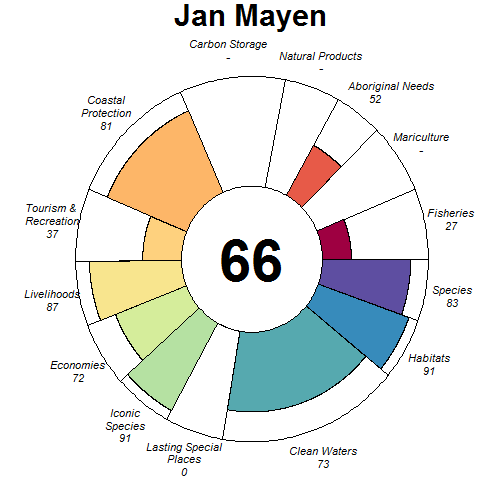 Jan Mayen
Carbon Storage
-
Natural Products
-
Aboriginal Needs
52
Mariculture
-
Fisheries
27
Species
83
Habitats
91
Clean Waters
73
Lasting Special
Places
0
Iconic
Species
91
Economies
72
Livelihoods
87
Tourism &
Recreation
37
Coastal
Protection
81
66